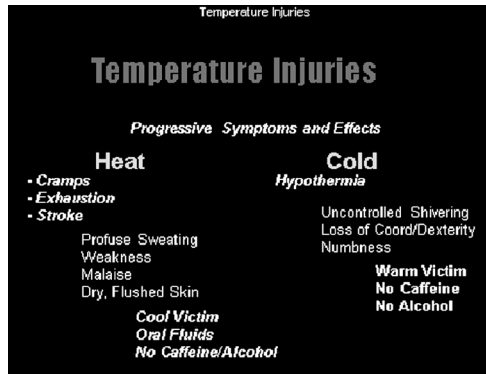 Temperature Injuries
Temperature Injuries
Progressive Symptoms and Effects
Heat
- Cramps
- Exhaustion
- Stroke
Profuse Sweating
Weakness
Malaise
Dry, Flushed Skin
Cool Victim
Oral Fluids
No Caffeine/Alcohol
Cold
Hypothermia
Uncontrolled Shivering
Loss of Coord/Dexterity
Numbness
Warm Victim
No Caffeine
No Alcohol